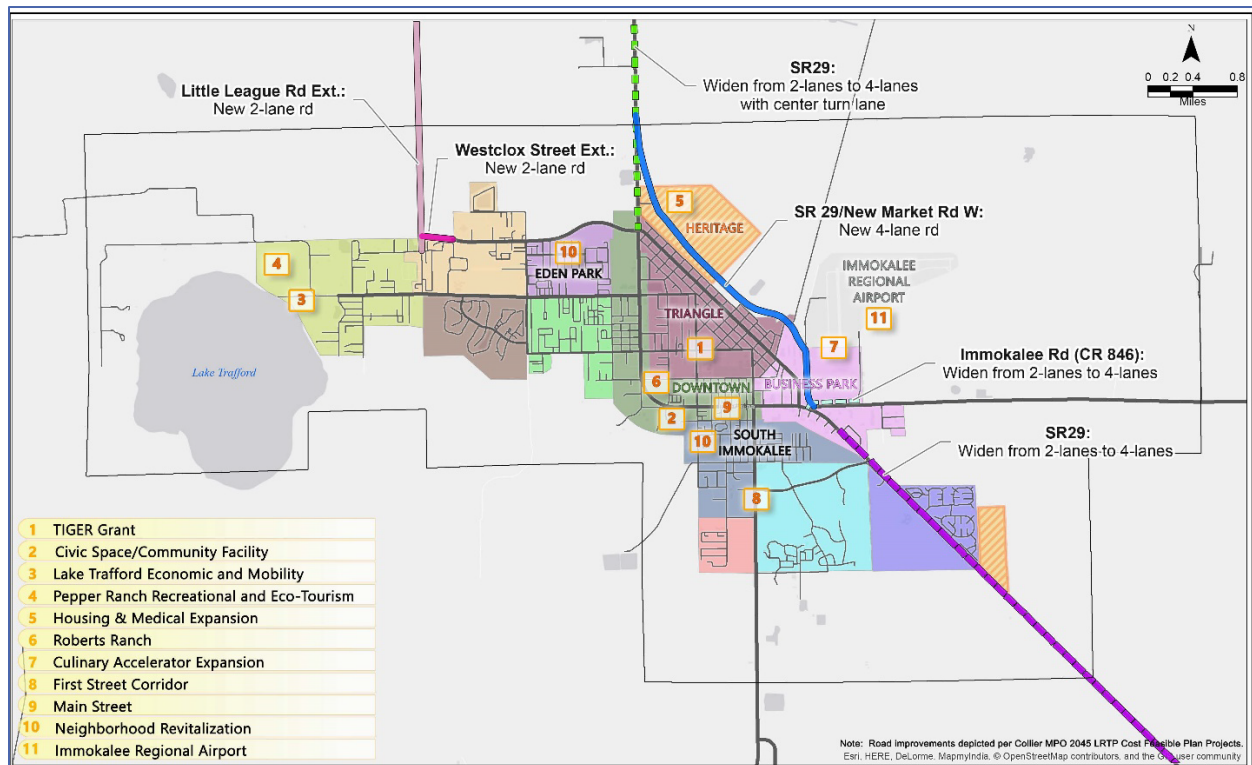 N
0 0.2 0.4 0.8
Miles
SR29:
Widen from 2-lanes to 4-lanes
with center turn lane
Little League Rd Ext.:
New 2-lane rd
Westclox Street Ext.:
New 2-lane rd
5
HERITAGE
SR 29/New Market Rd W:
New 4-lane rd
4
3
10
EDEN PARK
IMMOKALEE
REGIONAL
AIRPORT
11
TRIANGLE
1
7
Lake Trafford
Immokalee Rd (CR 846):
Widen from 2-lanes to 4-lanes
6
DOWNTOWN
BUSINESS PARK
2
9
10
SOUTH
IMMOKALEE
SR29:
Widen from 2-lanes to 4-lanes
8
1 TIGER Grant
2 Civic Space/Community Facility
3 Lake Trafford Economic and Mobility
4 Pepper Ranch Recreational and Eco-Tourism
5 Housing & Medical Expansion
6 Roberts Ranch
7 Culinary Accelerator Expansion
8 First Street Corridor
9 Main Street
10 Neighborhood Revitalization
11 Immokalee Regional Airport
Note: Road improvements depicted per Collier MPO 2045 LRTP Cost Feasible Plan Projects.
Esri, HERE, DeLorme, MapmyIndia, © OpenStreetMap contributors, and the GIS user community